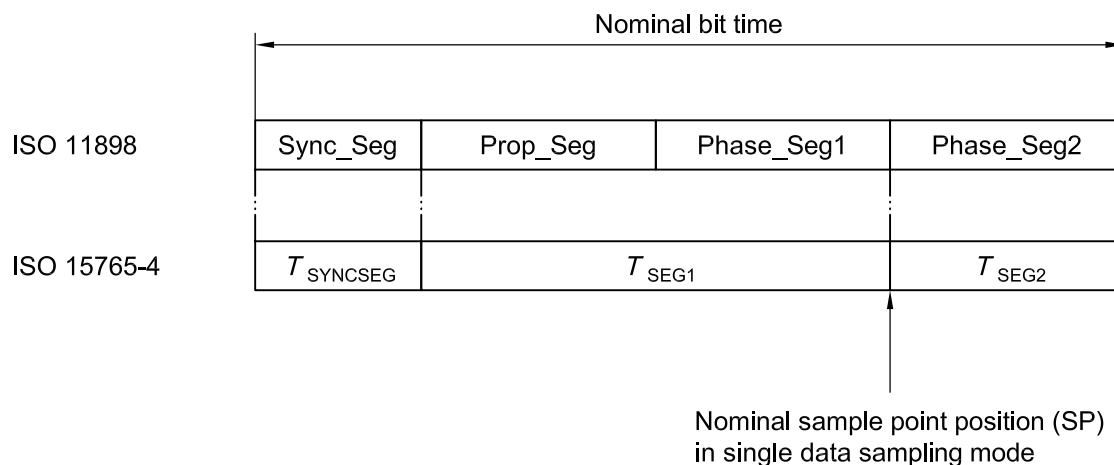 Nominal bit time
ISO 11898 Sync_Seg Prop_Seg Phase_Seg1 Phase_Seg2
ISO 15765-4 T SYNCSEG T SEG1 T SEG2
Nominal sample point position (SP)
in single data sampling mode